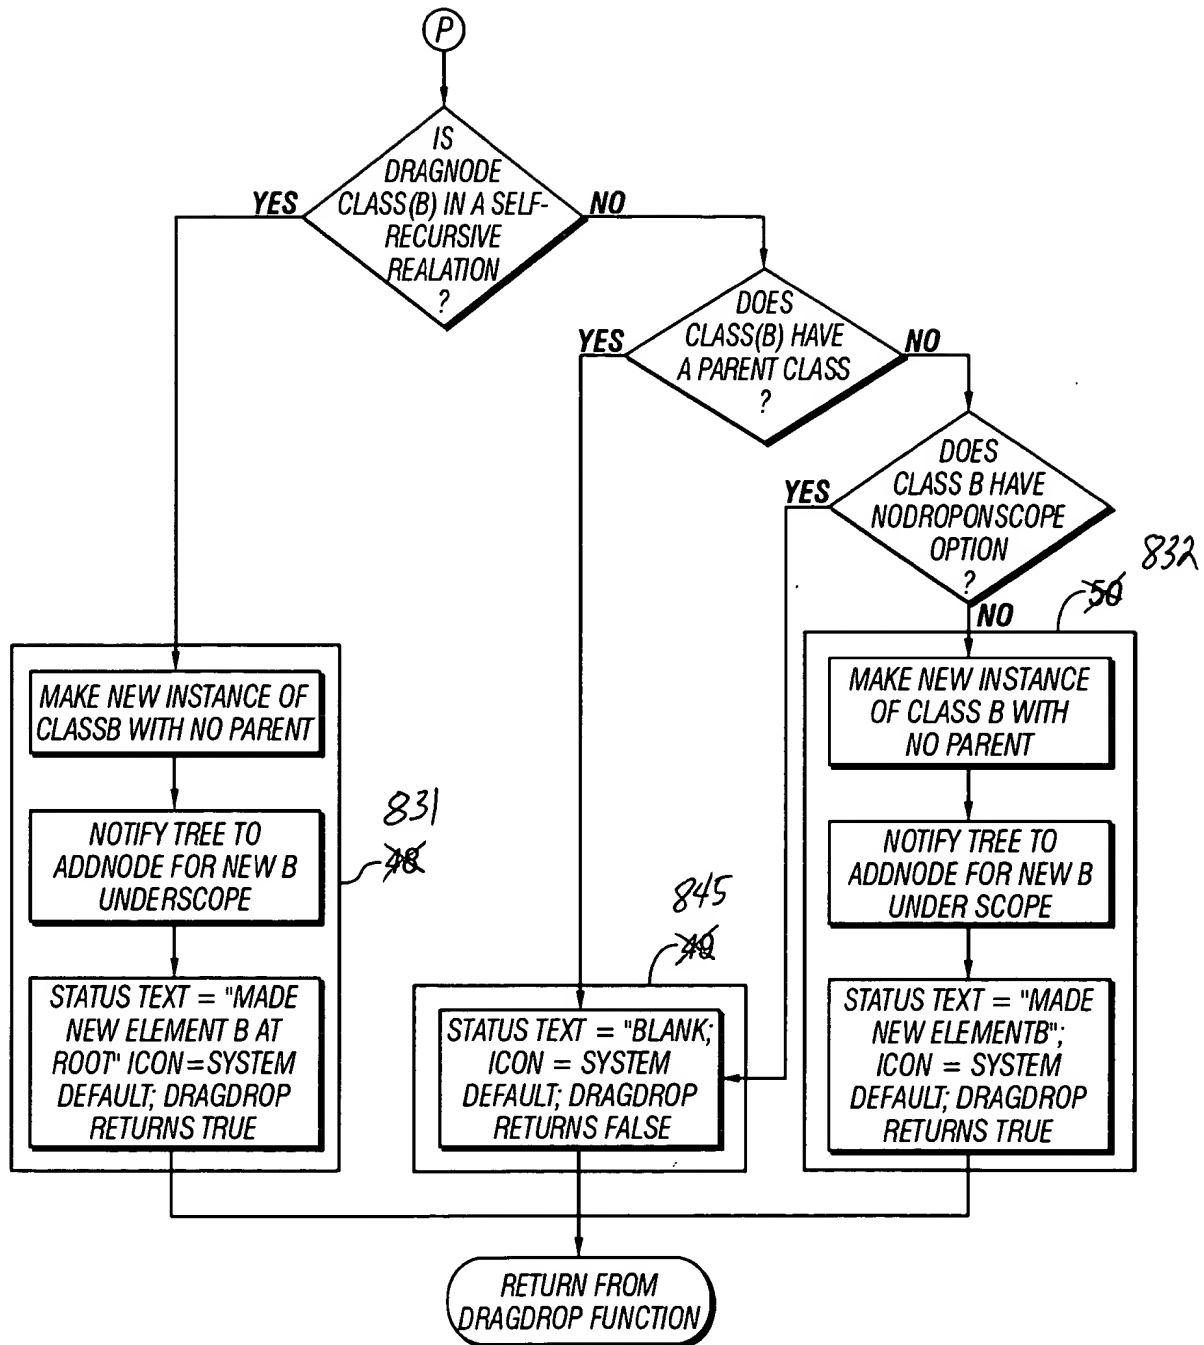 P
IS
DRAGNODE
CLASS(B) IN A SELF-
RECURSIVE
REALATION
?
YES
NO
DOES
CLASS(B) HAVE
A PARENT CLASS
?
YES
NO
DOES
CLASS B HAVE
NODROPONSCOPE
OPTION
?
YES
NO
832
50
MAKE NEW INSTANCE OF
CLASSB WITH NO PARENT
NOTIFY TREE TO
ADDNODE FOR NEW B
UNDERSCOPE
STATUS TEXT = "MADE
NEW ELEMENT B AT
ROOT" ICON=SYSTEM
DEFAULT; DRAGDROP
RETURNS TRUE
831
48
845
49
STATUS TEXT = "BLANK;
ICON = SYSTEM
DEFAULT; DRAGDROP
RETURNS FALSE
MAKE NEW INSTANCE
OF CLASS B WITH
NO PARENT
NOTIFY TREE TO
ADDNODE FOR NEW B
UNDER SCOPE
STATUS TEXT = "MADE
NEW ELEMENTB";
ICON = SYSTEM
DEFAULT; DRAGDROP
RETURNS TRUE
RETURN FROM
DRAGDROP FUNCTION